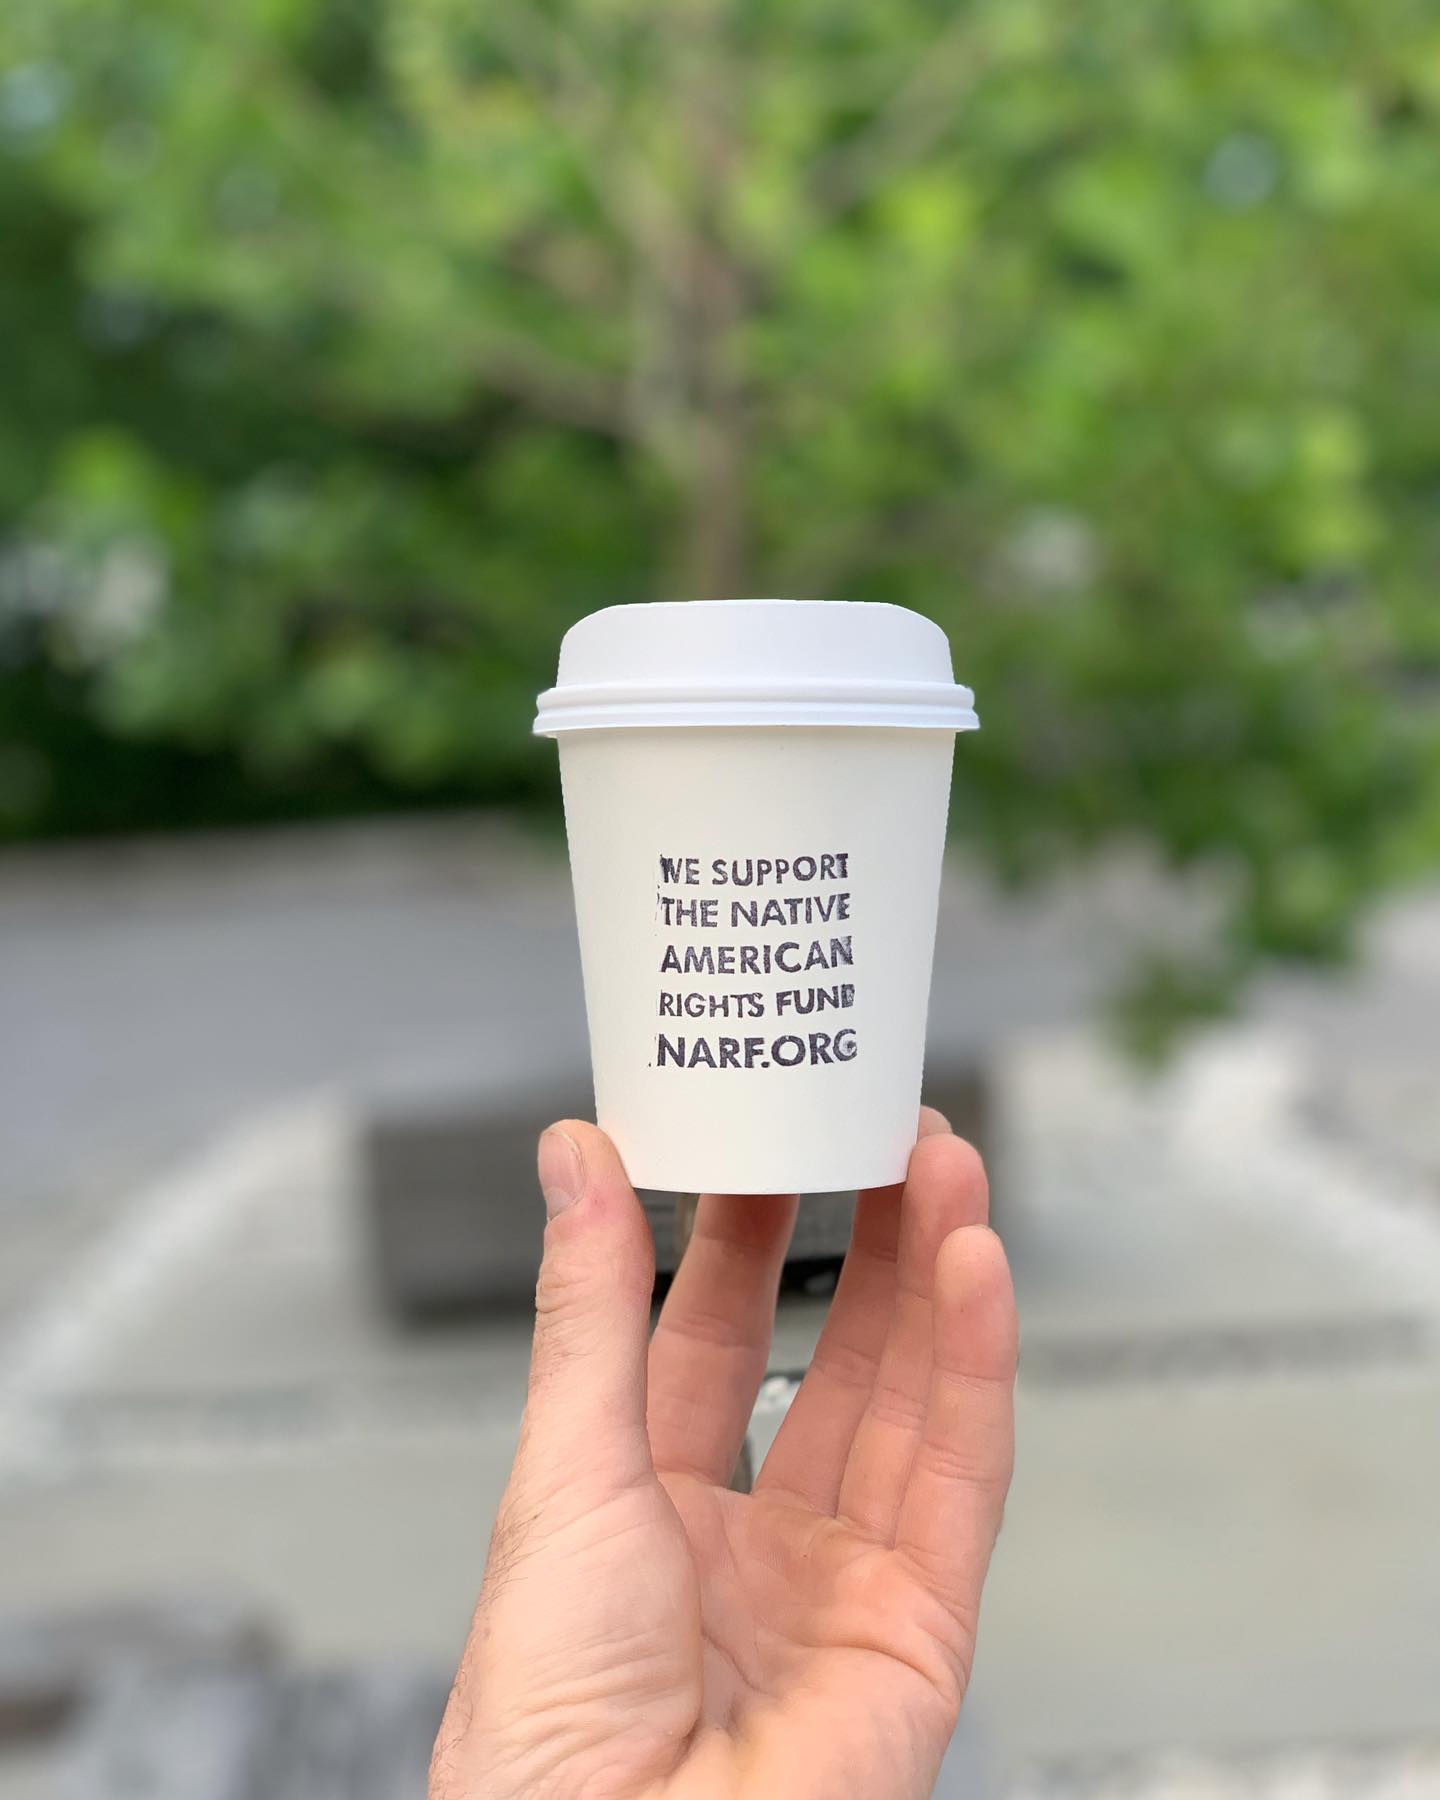 WE SUPPORT
THE NATIVE
AMERICAN
RIGHTS FUND
NARF.ORG